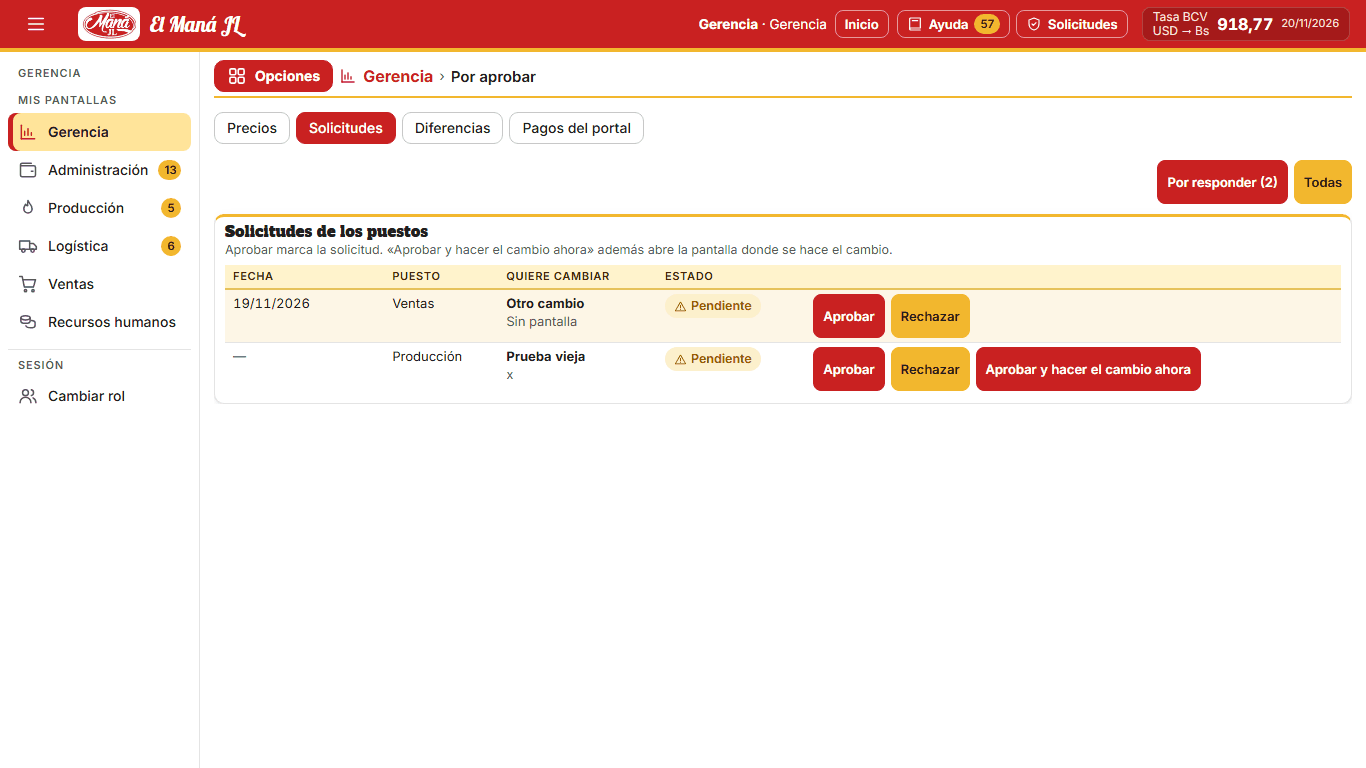 El Maná JL
El Maná JL
Gerencia · Gerencia
Inicio
Ayuda 57
Solicitudes
Tasa BCV
USD → Bs
918,77
20/11/2026
GERENCIA
MIS PANTALLAS
Gerencia
Administración 13
Producción 5
Logística 6
Ventas
Recursos humanos
SESIÓN
Cambiar rol
Opciones
Gerencia › Por aprobar
Precios
Solicitudes
Diferencias
Pagos del portal
Por responder (2)
Todas
Solicitudes de los puestos
Aprobar marca la solicitud. «Aprobar y hacer el cambio ahora» además abre la pantalla donde se hace el cambio.
FECHA PUESTO QUIERE CAMBIAR ESTADO
19/11/2026 Ventas Otro cambio Pendiente Aprobar Rechazar
Sin pantalla
— Producción Prueba vieja Pendiente Aprobar Rechazar Aprobar y hacer el cambio ahora
x